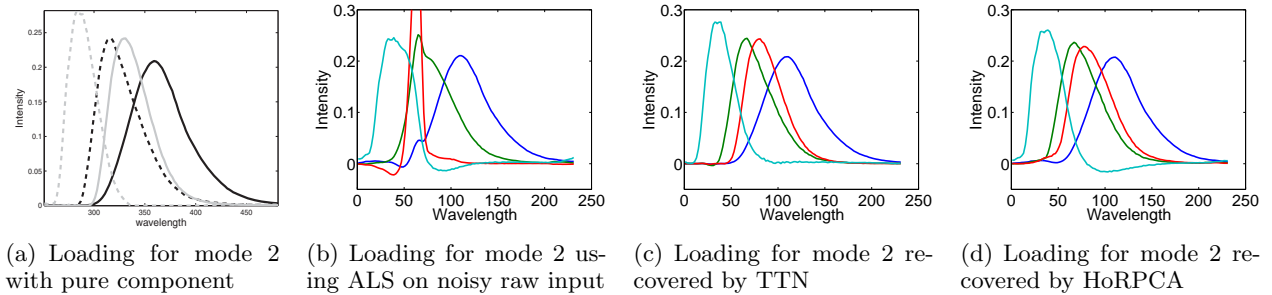 0.25
0.2
0.15
0.1
0.05
0
Intensity
300
350
400
450
wavelength
0.3
0.2
0.1
0
Intensity
0
50
100
150
200
250
Wavelength
0.3
0.2
0.1
0
Intensity
0
50
100
150
200
250
Wavelength
0.3
0.2
0.1
0
Intensity
0
50
100
150
200
250
Wavelength
(a) Loading for mode 2
with pure component
(b) Loading for mode 2 us-
ing ALS on noisy raw input
(c) Loading for mode 2 re-
covered by TTN
(d) Loading for mode 2 re-
covered by HoRPCA